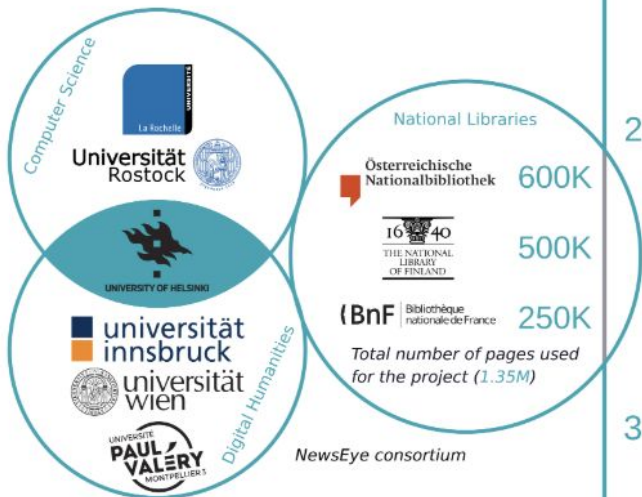 Computer Science
UNIVERSITÉ
La Rochelle
Universität
Rostock
UNIVERSITY OF HELSINKI
universität
innsbruck
universität
wien
UNIVERSITÉ
PAUL
VALÉRY
MONTPELLIER 3
Digital Humanities
National Libraries
Österreichische
Nationalbibliothek
600K
16 40
THE NATIONAL
LIBRARY
OF FINLAND
500K
{BnF
Bibliothèque
nationale de France
250K
Total number of pages used
for the project (1.35M)
NewsEye consortium
2
3